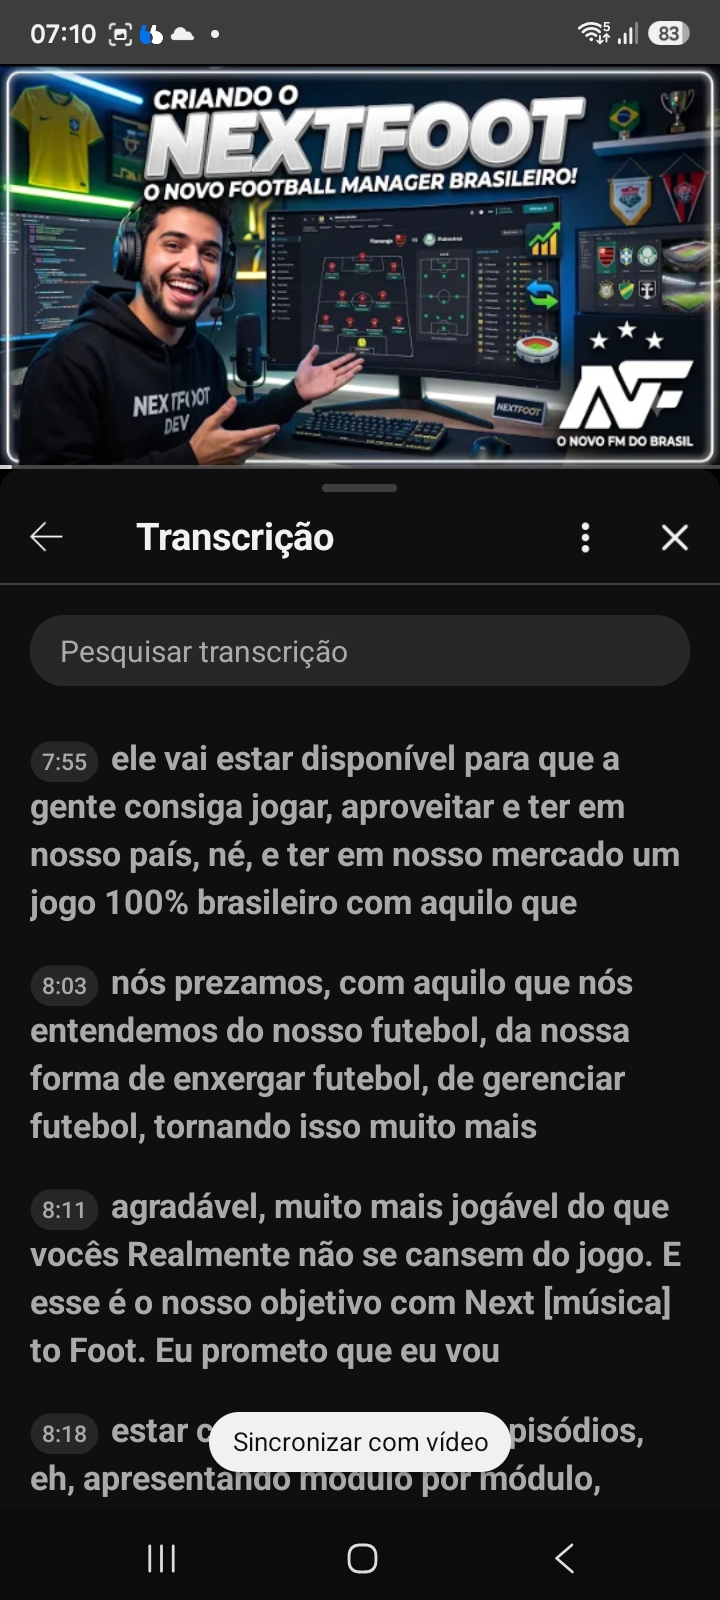 07:10
5
83
CRIANDO O
NEXTFOOT
O NOVO FOOTBALL MANAGER BRASILEIRO!
Flamengo
Palmeiras
NEXTFOOT
DEV
NEXTFOOT
NF
O NOVO FM DO BRASIL
Transcrição
Pesquisar transcrição
7:55 ele vai estar disponível para que a
gente consiga jogar, aproveitar e ter em
nosso país, né, e ter em nosso mercado um
jogo 100% brasileiro com aquilo que
8:03 nós prezamos, com aquilo que nós
entendemos do nosso futebol, da nossa
forma de enxergar futebol, de gerenciar
futebol, tornando isso muito mais
8:11 agradável, muito mais jogável do que
vocês Realmente não se cansem do jogo. E
esse é o nosso objetivo com Next [música]
to Foot. Eu prometo que eu vou
8:18 estar
pisódios,
Sincronizar com vídeo
eh, apresentando módulo por módulo,